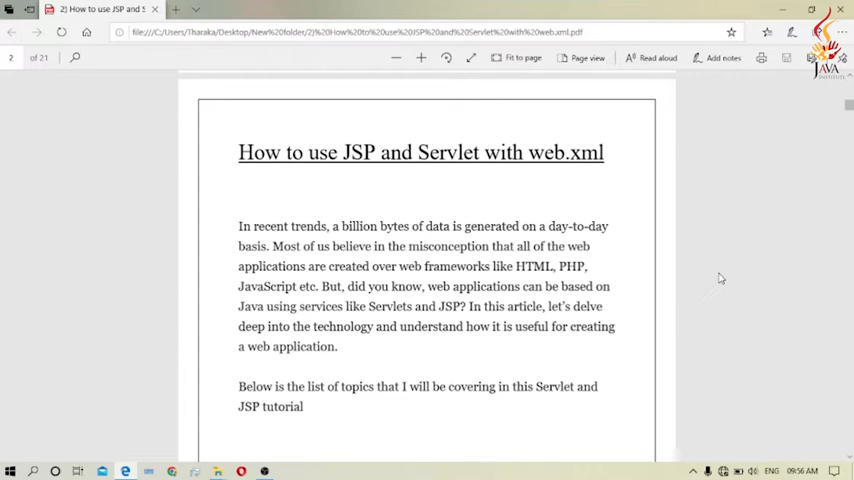 2) How to use JSP and S
file:///C:/Users/Tharaka/Desktop/New%20folder/2)%20How%20to%20use%20JSP%20and%20Servlet%20with%20web.xml.pdf
2 of 21
Fit to page
Page view
Read aloud
Add notes
JAVA
INSTITUTE
How to use JSP and Servlet with web.xml
In recent trends, a billion bytes of data is generated on a day-to-day
basis. Most of us believe in the misconception that all of the web
applications are created over web frameworks like HTML, PHP,
JavaScript etc. But, did you know, web applications can be based on
Java using services like Servlets and JSP? In this article, let's delve
deep into the technology and understand how it is useful for creating
a web application.
Below is the list of topics that I will be covering in this Servlet and
JSP tutorial
ENG
09:56 AM